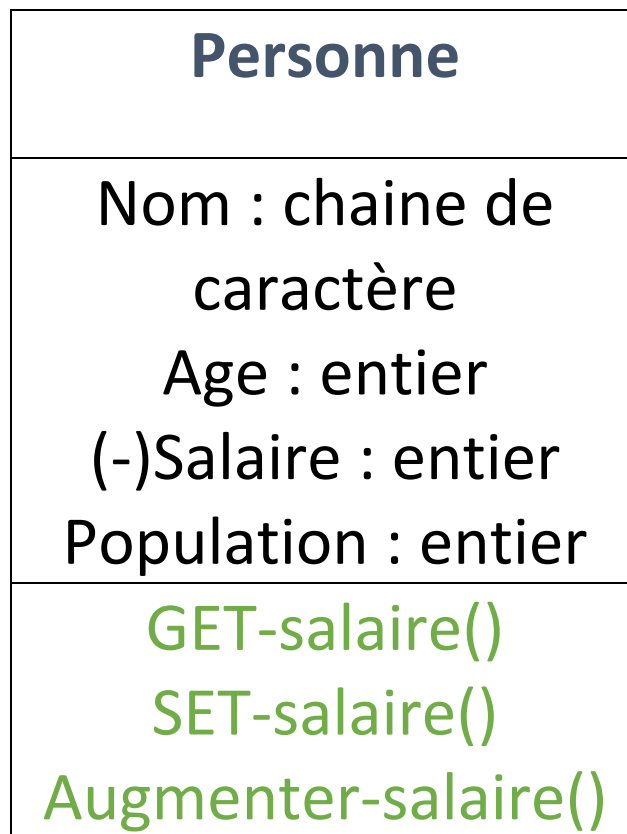 Personne
Nom : chaine de
caractère
Age : entier
(-)Salaire : entier
Population : entier
GET-salaire()
SET-salaire()
Augmenter-salaire()